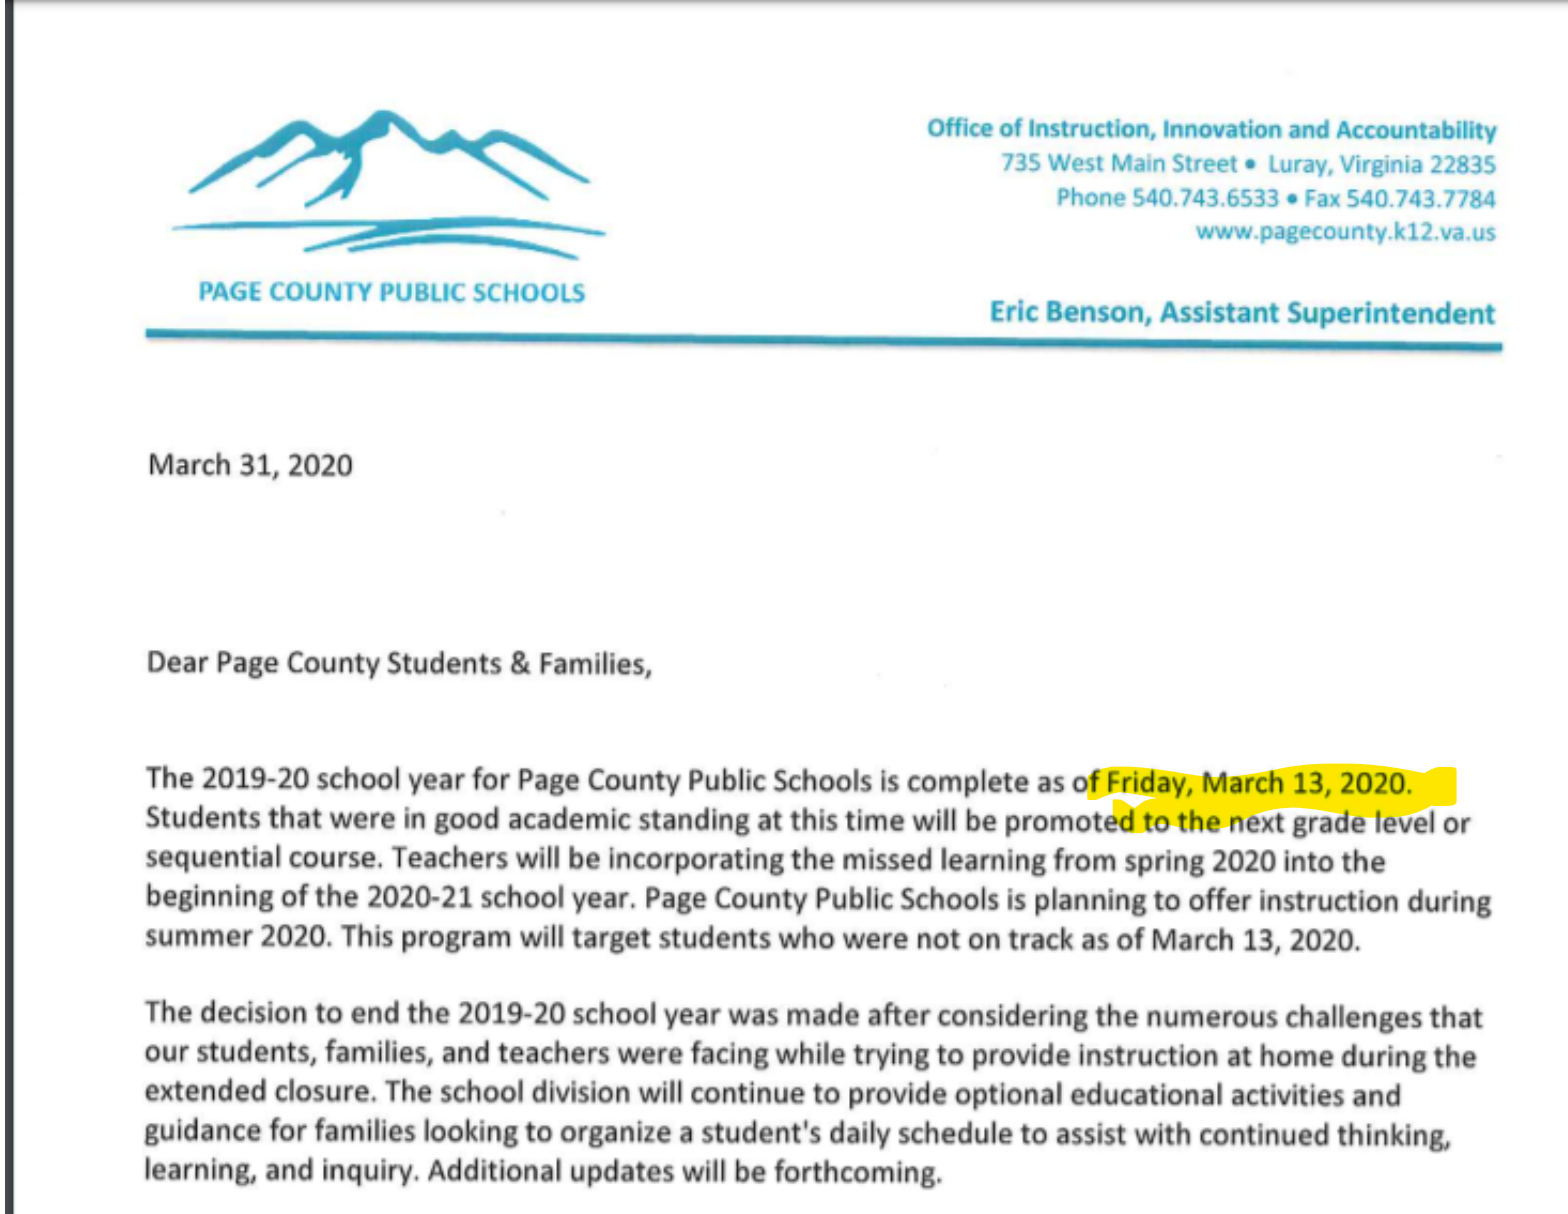 PAGE COUNTY PUBLIC SCHOOLS
Office of Instruction, Innovation and Accountability
735 West Main Street • Luray, Virginia 22835
Phone 540.743.6533 • Fax 540.743.7784
www.pagecounty.k12.va.us
Eric Benson, Assistant Superintendent
March 31, 2020
Dear Page County Students & Families,
The 2019-20 school year for Page County Public Schools is complete as of Friday, March 13, 2020.
Students that were in good academic standing at this time will be promoted to the next grade level or
sequential course. Teachers will be incorporating the missed learning from spring 2020 into the
beginning of the 2020-21 school year. Page County Public Schools is planning to offer instruction during
summer 2020. This program will target students who were not on track as of March 13, 2020.
The decision to end the 2019-20 school year was made after considering the numerous challenges that
our students, families, and teachers were facing while trying to provide instruction at home during the
extended closure. The school division will continue to provide optional educational activities and
guidance for families looking to organize a student's daily schedule to assist with continued thinking,
learning, and inquiry. Additional updates will be forthcoming.